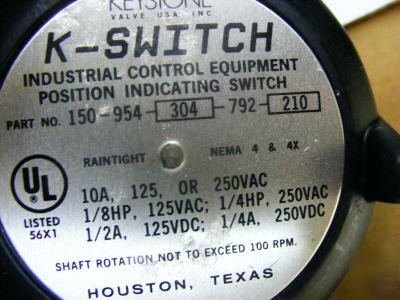 KEYSTONE
VALVE USA, INC
K-SWITCH
INDUSTRIAL CONTROL EQUIPMENT
POSITION INDICATING SWITCH
PART NO. 150-954-304-792-210
RAINTIGHT NEMA 4 & 4X
UL
LISTED
56X1
10A, 125, OR 250VAC
1/8HP, 125VAC; 1/4HP, 250VAC
1/2A, 125VDC; 1/4A, 250VDC
SHAFT ROTATION NOT TO EXCEED 100 RPM.
HOUSTON, TEXAS